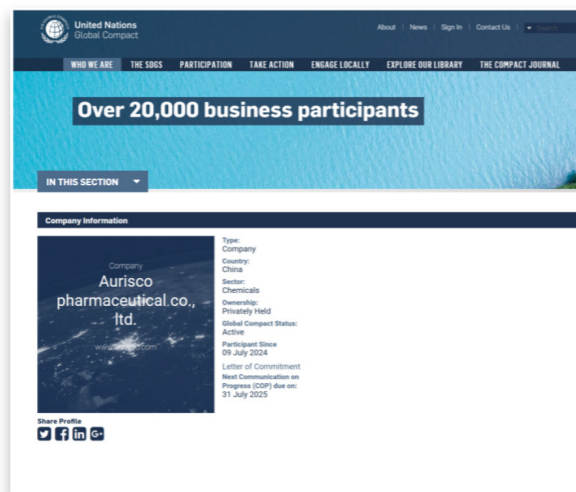 United Nations
Global Compact
About | News | Sign In | Contact Us | Search
WHO WE ARE THE SDGS PARTICIPATION TAKE ACTION ENGAGE LOCALLY EXPLORE OUR LIBRARY THE COMPACT JOURNAL
Over 20,000 business participants
IN THIS SECTION
Company Information
Company
Aurisco
pharmaceutical.co.,
ltd.
Type:
Company
Country:
China
Sector:
Chemicals
Ownership:
Privately Held
Global Compact Status:
Active
Participant Since
09 July 2024
Letter of Commitment
Next Communication on
Progress (COP) due on:
31 July 2025
Share Profile